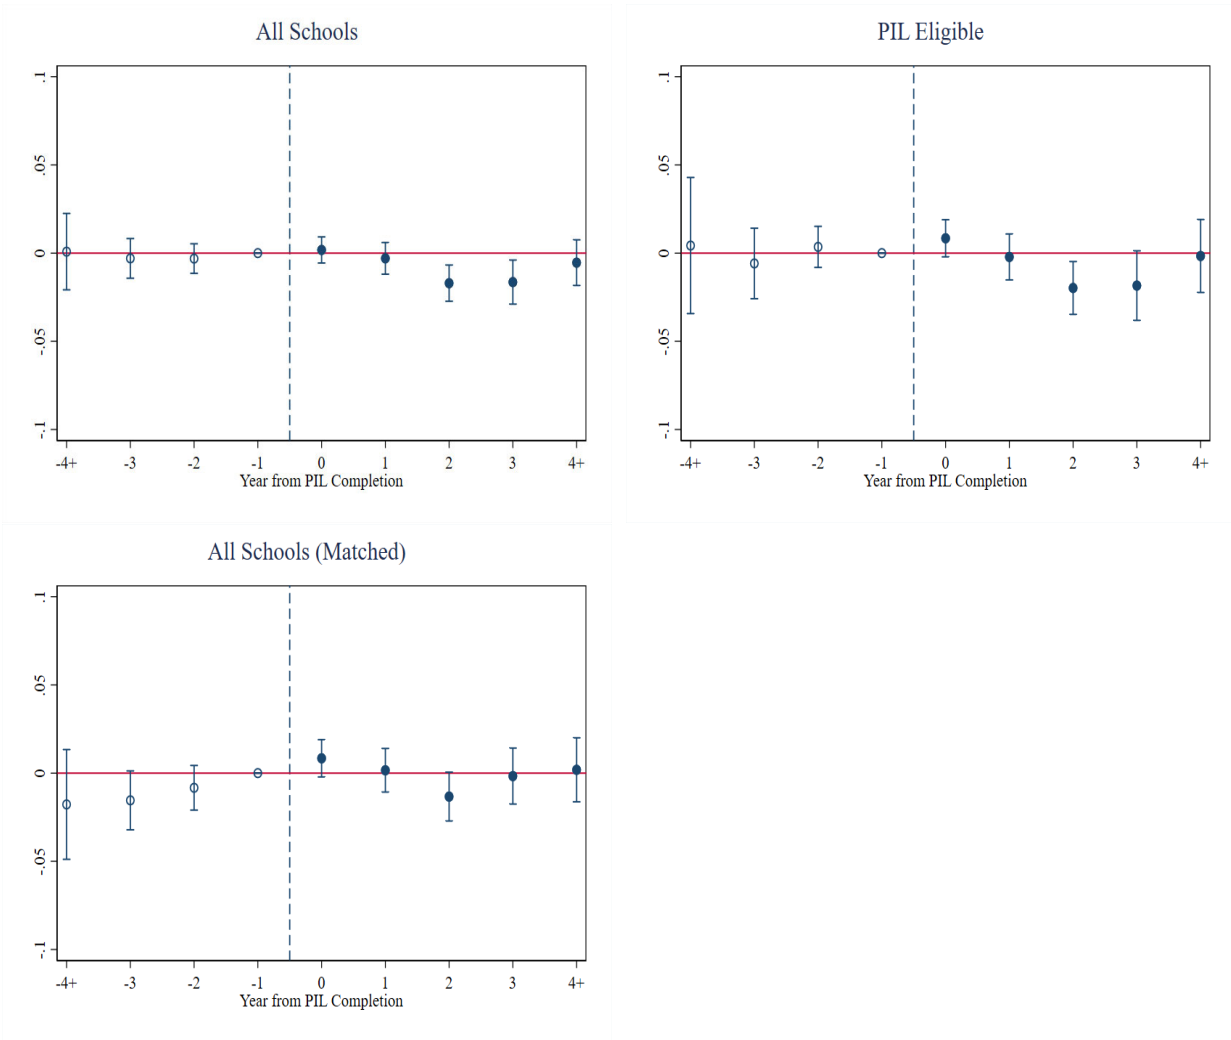 All Schools
.1
.05
0
-.05
-.1
-4+ -3 -2 -1 0 1 2 3 4+
Year from PIL Completion
PIL Eligible
.1
.05
0
-.05
-.1
-4+ -3 -2 -1 0 1 2 3 4+
Year from PIL Completion
All Schools (Matched)
.1
.05
0
-.05
-.1
-4+ -3 -2 -1 0 1 2 3 4+
Year from PIL Completion